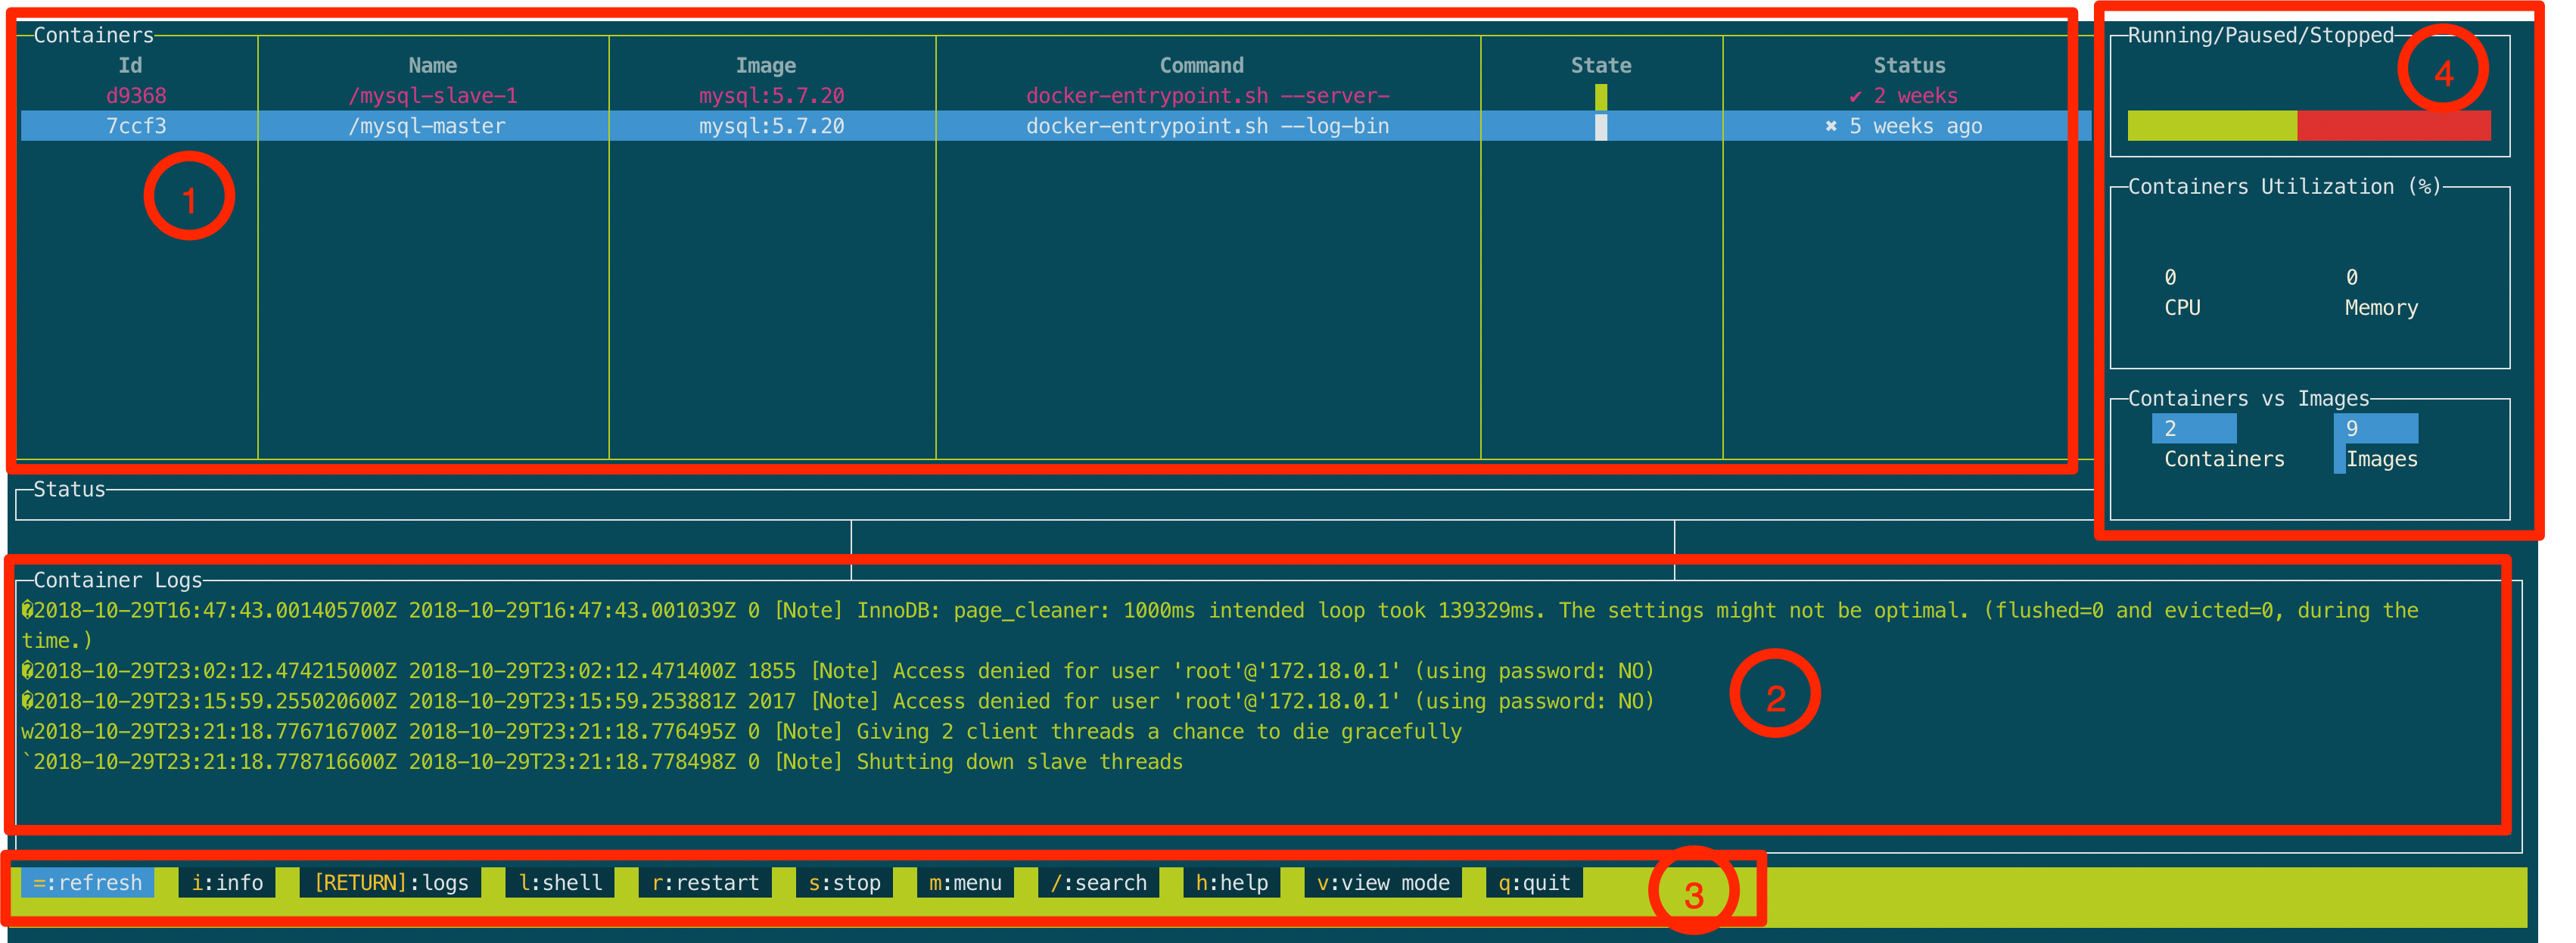 Containers
Id Name Image Command State Status
d9368 /mysql-slave-1 mysql:5.7.20 docker-entrypoint.sh --server- ✔ 2 weeks
7ccf3 /mysql-master mysql:5.7.20 docker-entrypoint.sh --log-bin ✖ 5 weeks ago
1
Running/Paused/Stopped
4
Containers Utilization (%)
0 0
CPU Memory
Containers vs Images
2 9
Containers Images
Status
Container Logs
�2018-10-29T16:47:43.001405700Z 2018-10-29T16:47:43.001039Z 0 [Note] InnoDB: page_cleaner: 1000ms intended loop took 139329ms. The settings might not be optimal. (flushed=0 and evicted=0, during the
time.)
�2018-10-29T23:02:12.474215000Z 2018-10-29T23:02:12.471400Z 1855 [Note] Access denied for user 'root'@'172.18.0.1' (using password: NO)
�2018-10-29T23:15:59.255020600Z 2018-10-29T23:15:59.253881Z 2017 [Note] Access denied for user 'root'@'172.18.0.1' (using password: NO)
w2018-10-29T23:21:18.776716700Z 2018-10-29T23:21:18.776495Z 0 [Note] Giving 2 client threads a chance to die gracefully
`2018-10-29T23:21:18.778716600Z 2018-10-29T23:21:18.778498Z 0 [Note] Shutting down slave threads
2
=:refresh i:info [RETURN]:logs l:shell r:restart s:stop m:menu /:search h:help v:view mode q:quit
3